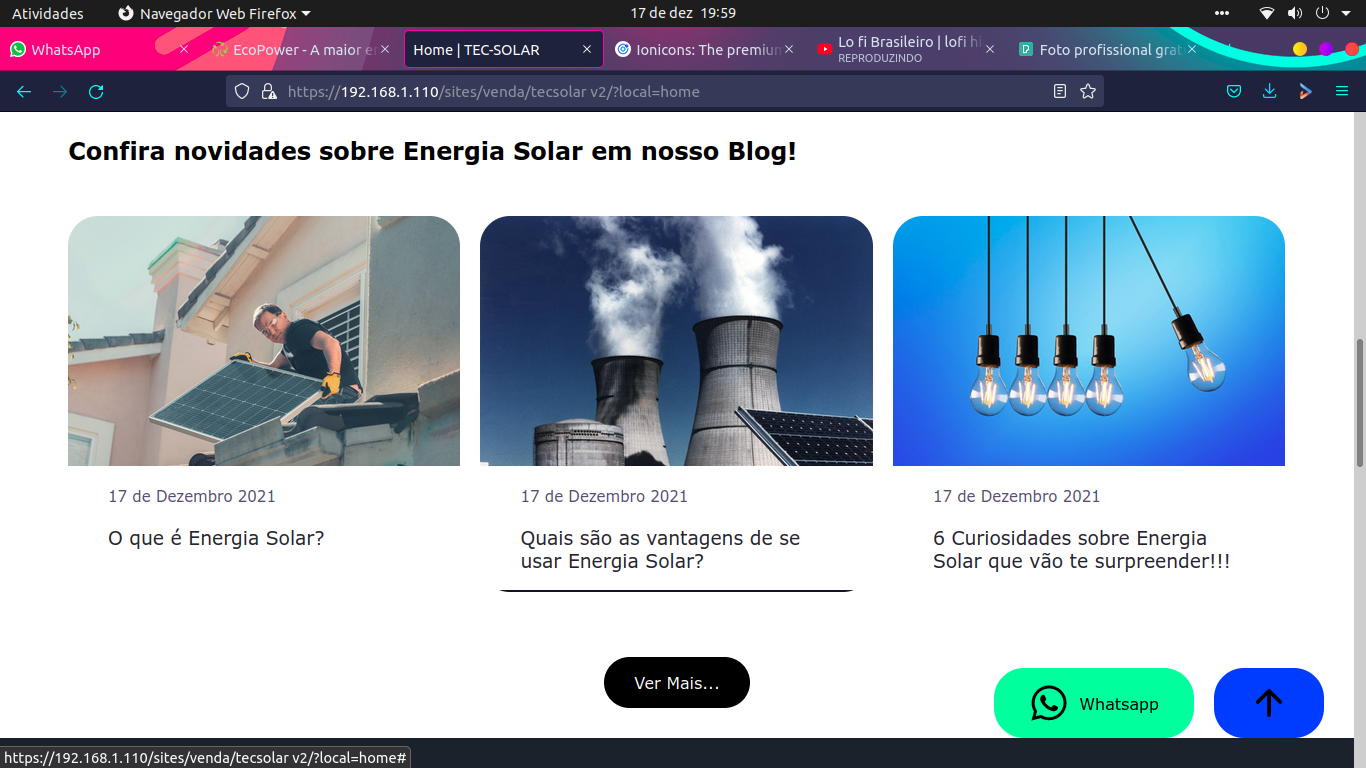 Atividades
Navegador Web Firefox
17 de dez 19:59
WhatsApp
EcoPower - A maior e
Home | TEC-SOLAR
Ionicons: The premium
Lo fi Brasileiro | lofi hi
REPRODUZINDO
Foto profissional grat
https://192.168.1.110/sites/venda/tecsolar v2/?local=home
Confira novidades sobre Energia Solar em nosso Blog!
17 de Dezembro 2021
O que é Energia Solar?
17 de Dezembro 2021
Quais são as vantagens de se
usar Energia Solar?
17 de Dezembro 2021
6 Curiosidades sobre Energia
Solar que vão te surpreender!!!
Ver Mais...
Whatsapp
https://192.168.1.110/sites/venda/tecsolar v2/?local=home#